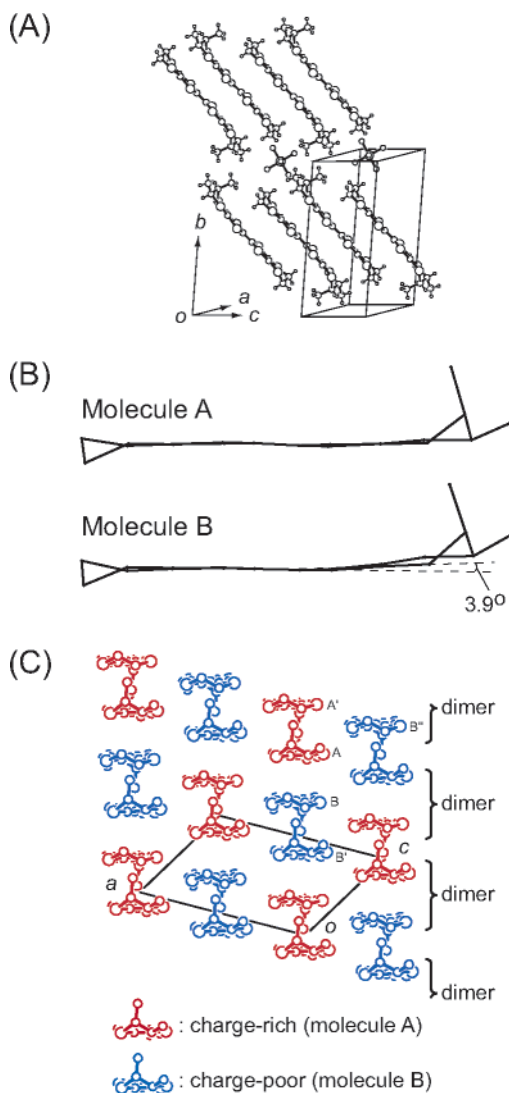 (A)
b
a
o
c
(B)
Molecule A
Molecule B
3.9°
(C)
A'
A
B"
dimer
B
B'
dimer
c
a
o
dimer
dimer
: charge-rich (molecule A)
: charge-poor (molecule B)